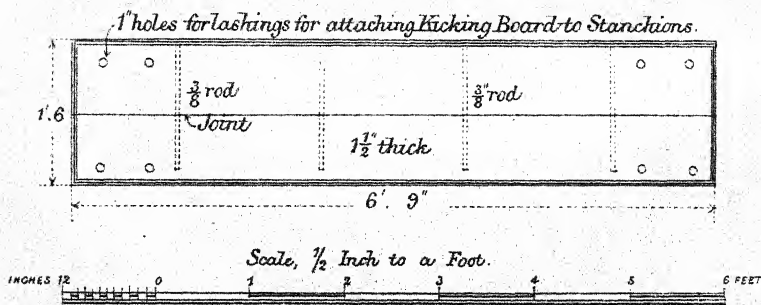 1" holes for lashings for attaching Kicking Board to Stanchions.
3/8 rod
3/8" rod
1'.6
Joint
1 1/2" thick
6'. 9"
Scale, 1/2 Inch to a Foot.
INCHES 12 0 1 2 3 4 5 6 FEET